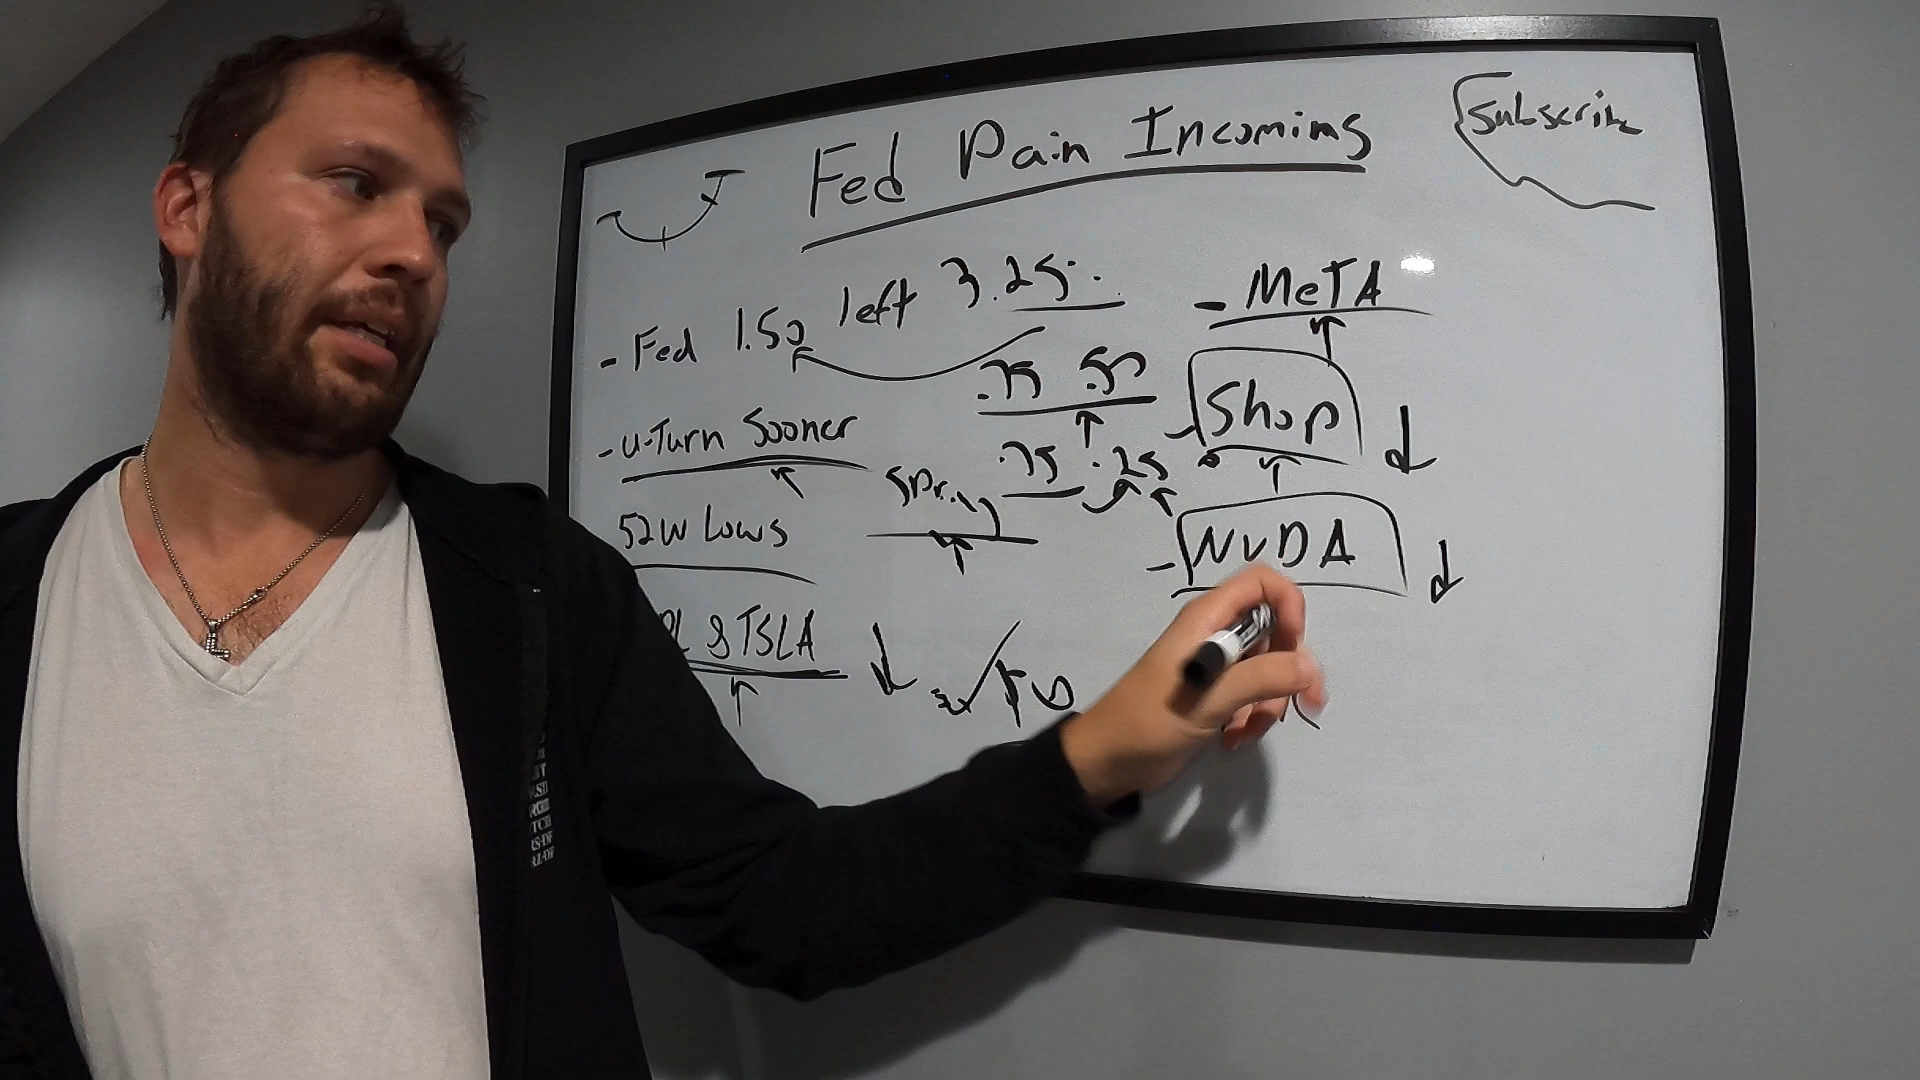 Fed Pain Incoming
Subscribe
- Fed 1.50 left 3.25%
.75 .50
- U-Turn Sooner
.75 .25
52W Lows
PL & TSLA
- META
- Shop
- NVDA
L